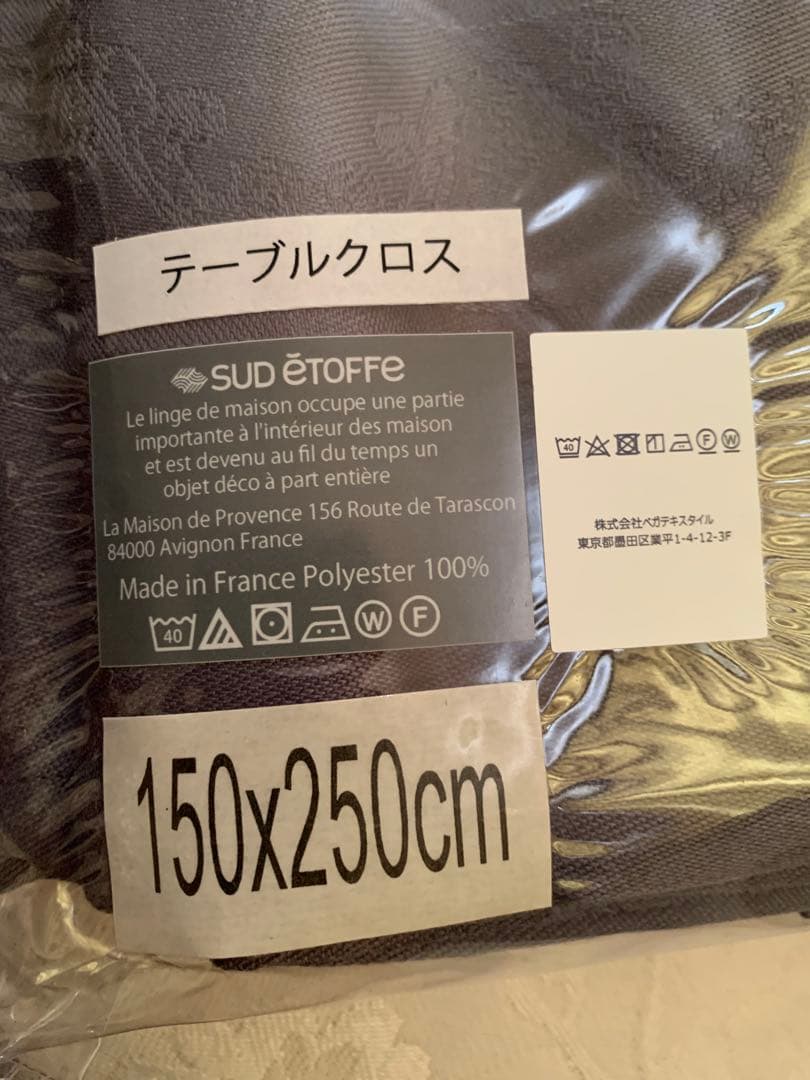 テーブルクロス
SUD ēTOFFe
Le linge de maison occupe une partie
importante à l'intérieur des maison
et est devenu au fil du temps un
objet déco à part entière
La Maison de Provence 156 Route de Tarascon
84000 Avignon France
Made in France Polyester 100%
40 W F
40 F W
株式会社ベガテキスタイル
東京都墨田区業平1-4-12-3F
150x250cm